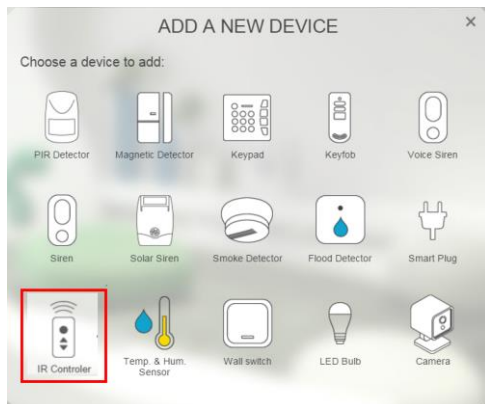 ADD A NEW DEVICE
×
Choose a device to add:
PIR Detector
Magnetic Detector
Keypad
Keyfob
Voice Siren
Siren
Solar Siren
Smoke Detector
Flood Detector
Smart Plug
IR Controler
Temp. & Hum.
Sensor
Wall switch
LED Bulb
Camera